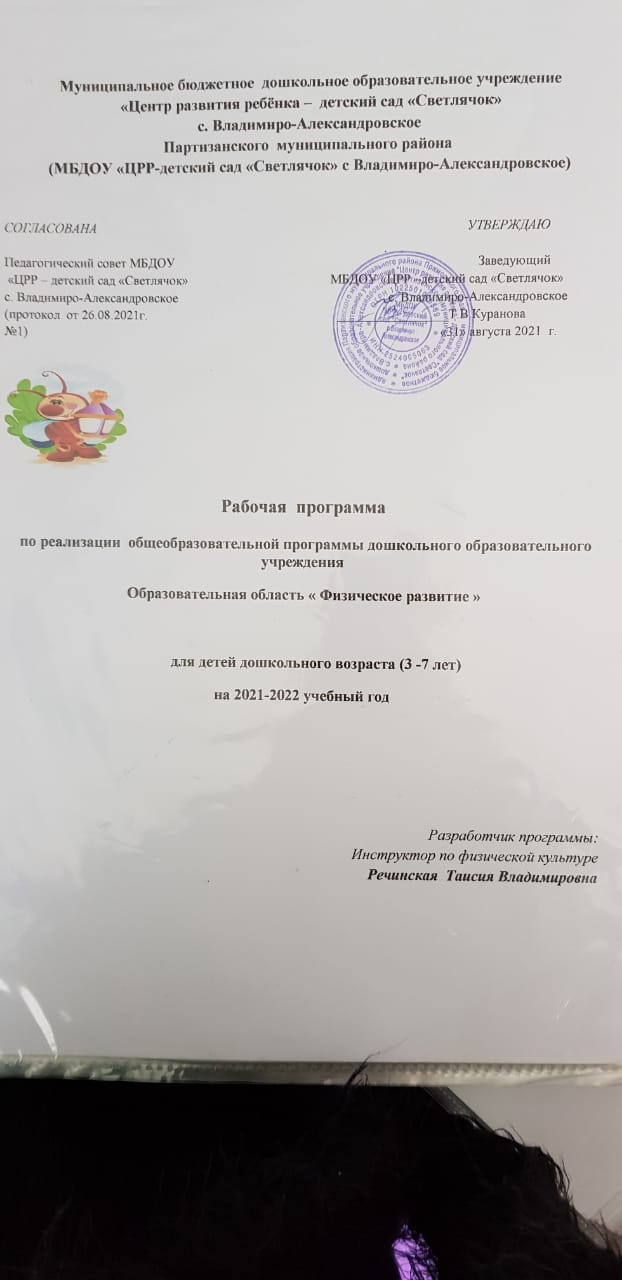 Муниципальное бюджетное дошкольное образовательное учреждение
«Центр развития ребёнка – детский сад «Светлячок»
с. Владимиро-Александровское
Партизанского муниципального района
(МБДОУ «ЦРР-детский сад «Светлячок» с Владимиро-Александровское)
СОГЛАСОВАНА
Педагогический совет МБДОУ
«ЦРР – детский сад «Светлячок»
с. Владимиро-Александровское
(протокол от 26.08.2021г.
№1)
УТВЕРЖДАЮ
Заведующий
МБДОУ «ЦРР – детский сад «Светлячок»
с. Владимиро-Александровское
Т.В.Куранова
«31» августа 2021 г.
Рабочая программа
по реализации общеобразовательной программы дошкольного образовательного
учреждения
Образовательная область « Физическое развитие »
для детей дошкольного возраста (3 -7 лет)
на 2021-2022 учебный год
Разработчик программы:
Инструктор по физической культуре
Речинская Таисия Владимировна